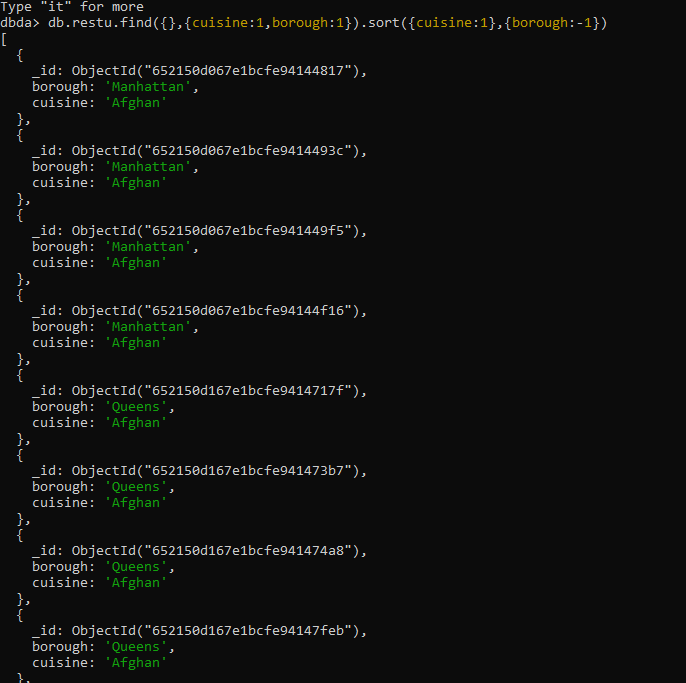 Type "it" for more
dbda> db.restu.find({},{cuisine:1,borough:1}).sort({cuisine:1},{borough:-1})
[
  {
    _id: ObjectId("652150d067e1bcfe94144817"),
    borough: 'Manhattan',
    cuisine: 'Afghan'
  },
  {
    _id: ObjectId("652150d067e1bcfe9414493c"),
    borough: 'Manhattan',
    cuisine: 'Afghan'
  },
  {
    _id: ObjectId("652150d067e1bcfe941449f5"),
    borough: 'Manhattan',
    cuisine: 'Afghan'
  },
  {
    _id: ObjectId("652150d067e1bcfe94144f16"),
    borough: 'Manhattan',
    cuisine: 'Afghan'
  },
  {
    _id: ObjectId("652150d167e1bcfe9414717f"),
    borough: 'Queens',
    cuisine: 'Afghan'
  },
  {
    _id: ObjectId("652150d167e1bcfe941473b7"),
    borough: 'Queens',
    cuisine: 'Afghan'
  },
  {
    _id: ObjectId("652150d167e1bcfe941474a8"),
    borough: 'Queens',
    cuisine: 'Afghan'
  },
  {
    _id: ObjectId("652150d167e1bcfe94147feb"),
    borough: 'Queens',
    cuisine: 'Afghan'
  },